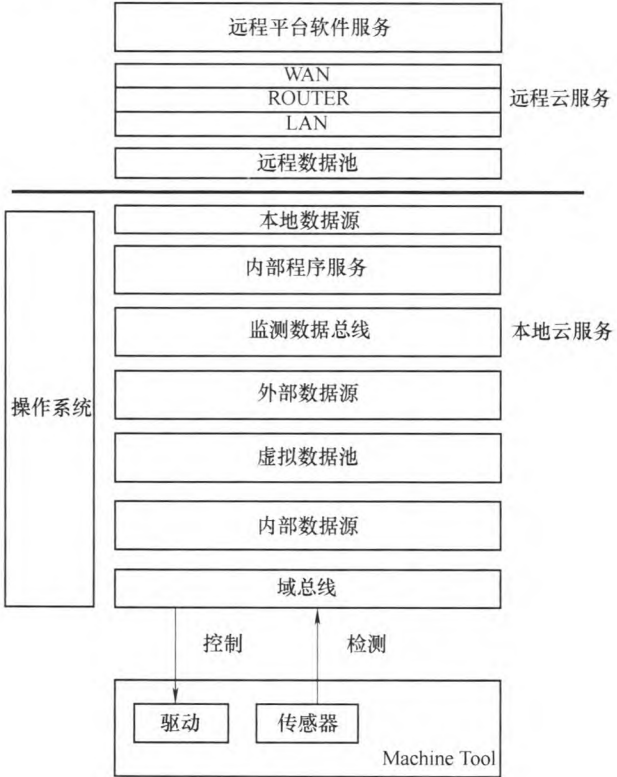 远程平台软件服务
WAN
ROUTER
远程云服务
LAN
远程数据池
本地数据源
内部程序服务
监测数据总线
本地云服务
外部数据源
操作系统
虚拟数据池
内部数据源
域总线
控制
检测
驱动
传感器
Machine Tool